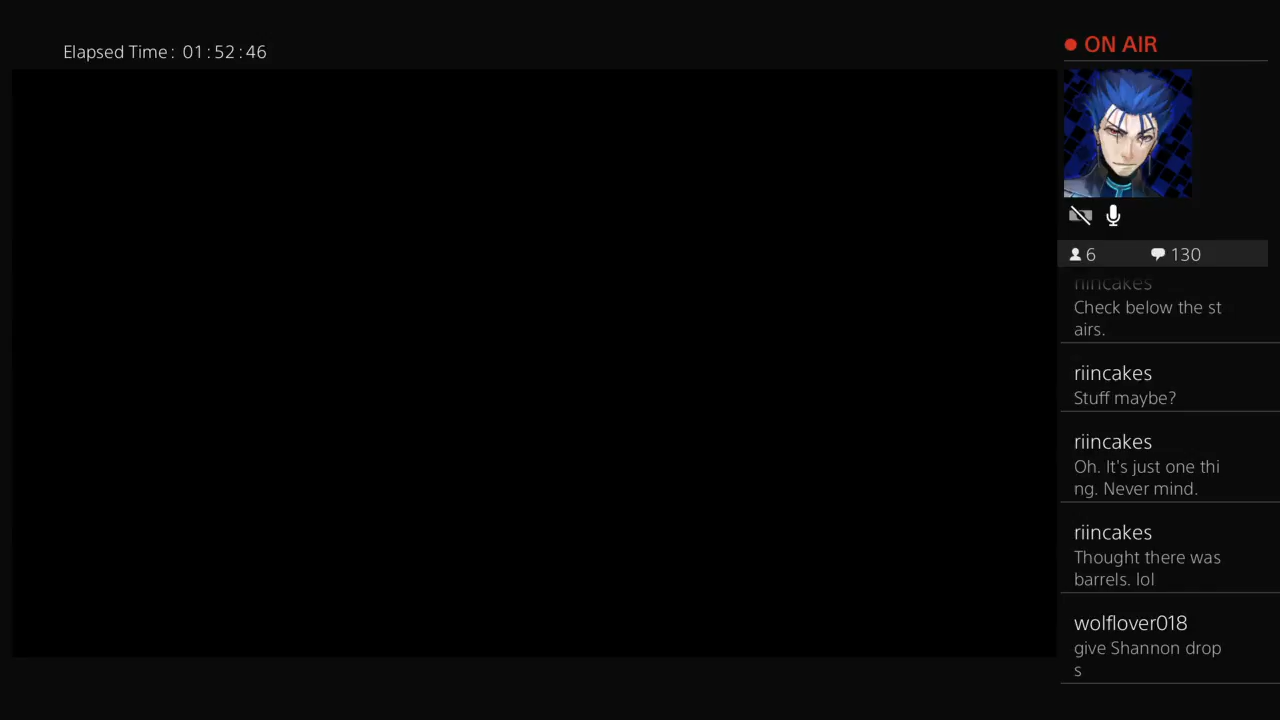 Elapsed Time: 01:52:46
ON AIR
6 130
riincakes
Check below the st
airs.
riincakes
Stuff maybe?
riincakes
Oh. It's just one thi
ng. Never mind.
riincakes
Thought there was
barrels. lol
wolflover018
give Shannon drop
s